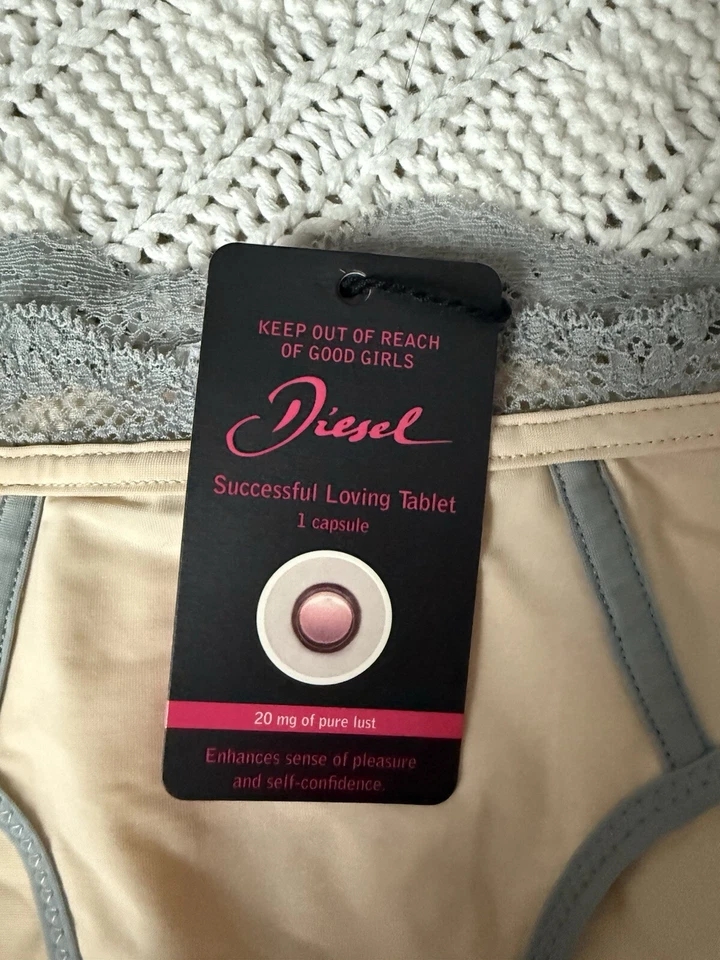 KEEP OUT OF REACH
OF GOOD GIRLS
Diesel
Successful Loving Tablet
1 capsule
20 mg of pure lust
Enhances sense of pleasure
and self-confidence.